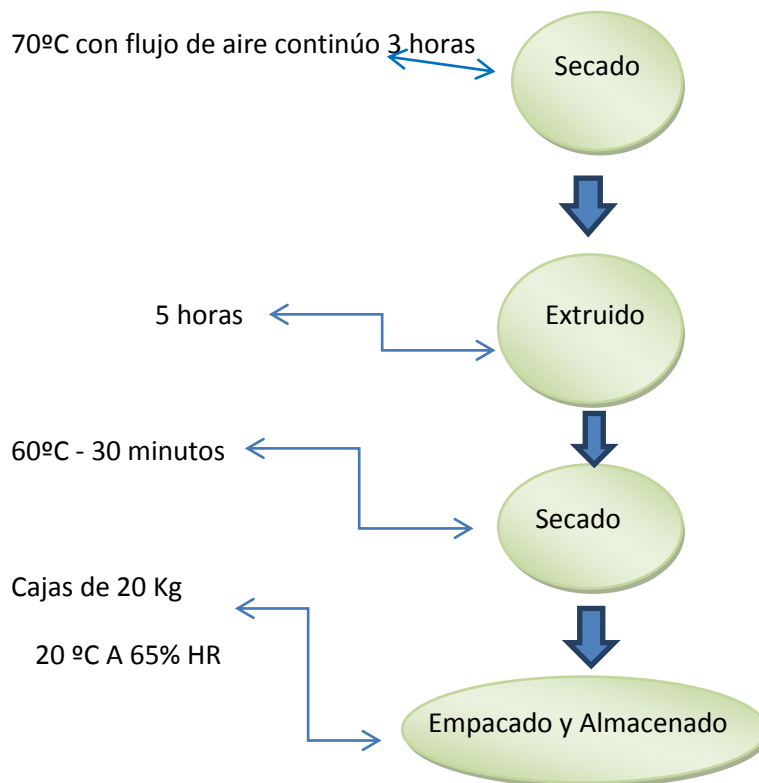 70ºC con flujo de aire continúo 3 horas
Secado
Extruido
5 horas
60ºC - 30 minutos
Secado
Cajas de 20 Kg
20 ºC A 65% HR
Empacado y Almacenado